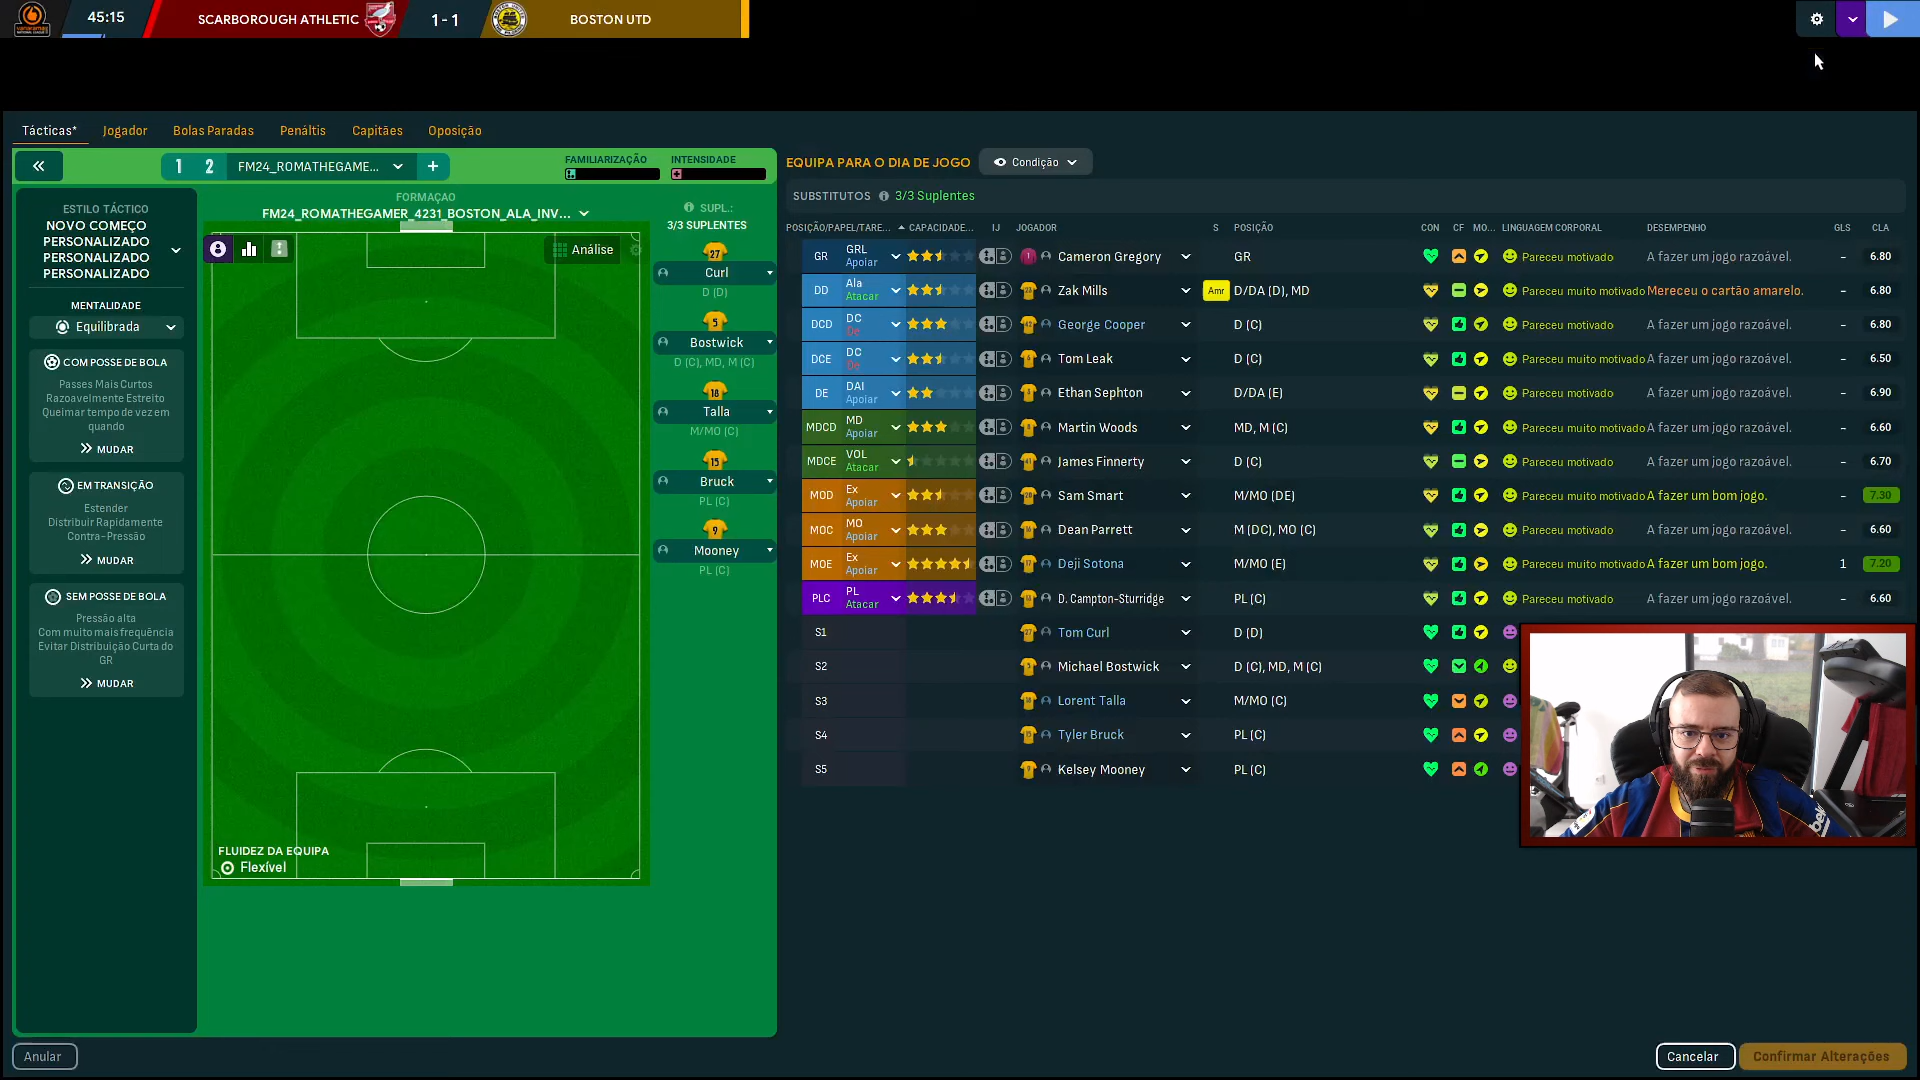 45:15
SCARBOROUGH ATHLETIC
1 - 1
BOSTON UTD
Tácticas*
Jogador
Bolas Paradas
Penáltis
Capitães
Oposição
1 2 FM24_ROMATHEGAME...
FAMILIARIZAÇÃO
INTENSIDADE
EQUIPA PARA O DIA DE JOGO
Condição
ESTILO TÁCTICO
NOVO COMEÇO
PERSONALIZADO
PERSONALIZADO
PERSONALIZADO
MENTALIDADE
Equilibrada
COM POSSE DE BOLA
Passes Mais Curtos
Razoavelmente Estreito
Queimar tempo de vez em
quando
MUDAR
EM TRANSIÇÃO
Estender
Distribuir Rapidamente
Contra-Pressão
MUDAR
SEM POSSE DE BOLA
Pressão alta
Com muito mais frequência
Evitar Distribuição Curta do
GR
MUDAR
FORMAÇÃO
FM24_ROMATHEGAMER_4231_BOSTON_ALA_INV...
Análise
FLUIDEZ DA EQUIPA
Flexível
SUPL.:
3/3 SUPLENTES
27
Curl
D (D)
5
Bostwick
D (C), MD, M (C)
18
Talla
M/MO (C)
15
Bruck
PL (C)
9
Mooney
PL (C)
SUBSTITUTOS 3/3 Suplentes
POSIÇÃO/PAPEL/TARE... CAPACIDADE... IJ JOGADOR S POSIÇÃO CON CF MO... LINGUAGEM CORPORAL DESEMPENHO GLS CLA
GR GRL Apoiar Cameron Gregory GR Pareceu motivado A fazer um jogo razoável. - 6.80
DD Ala Atacar Zak Mills Amr D/DA (D), MD Pareceu muito motivado Mereceu o cartão amarelo. - 6.80
DCD DC De George Cooper D (C) Pareceu motivado A fazer um jogo razoável. - 6.80
DCE DC De Tom Leak D (C) Pareceu muito motivado A fazer um jogo razoável. - 6.50
DE DAI Apoiar Ethan Sephton D/DA (E) Pareceu motivado A fazer um jogo razoável. - 6.90
MDCD MD Apoiar Martin Woods MD, M (C) Pareceu muito motivado A fazer um jogo razoável. - 6.60
MDCE VOL Atacar James Finnerty D (C) Pareceu motivado A fazer um jogo razoável. - 6.70
MOD Ex Apoiar Sam Smart M/MO (DE) Pareceu muito motivado A fazer um bom jogo. - 7.30
MOC MO Apoiar Dean Parrett M (DC), MO (C) Pareceu motivado A fazer um jogo razoável. - 6.60
MOE Ex Apoiar Deji Sotona M/MO (E) Pareceu muito motivado A fazer um bom jogo. 1 7.20
PLC PL Atacar D. Campton-Sturridge PL (C) Pareceu motivado A fazer um jogo razoável. - 6.60
S1 Tom Curl D (D)
S2 Michael Bostwick D (C), MD, M (C)
S3 Lorent Talla M/MO (C)
S4 Tyler Bruck PL (C)
S5 Kelsey Mooney PL (C)
Anular
Cancelar
Confirmar Alterações